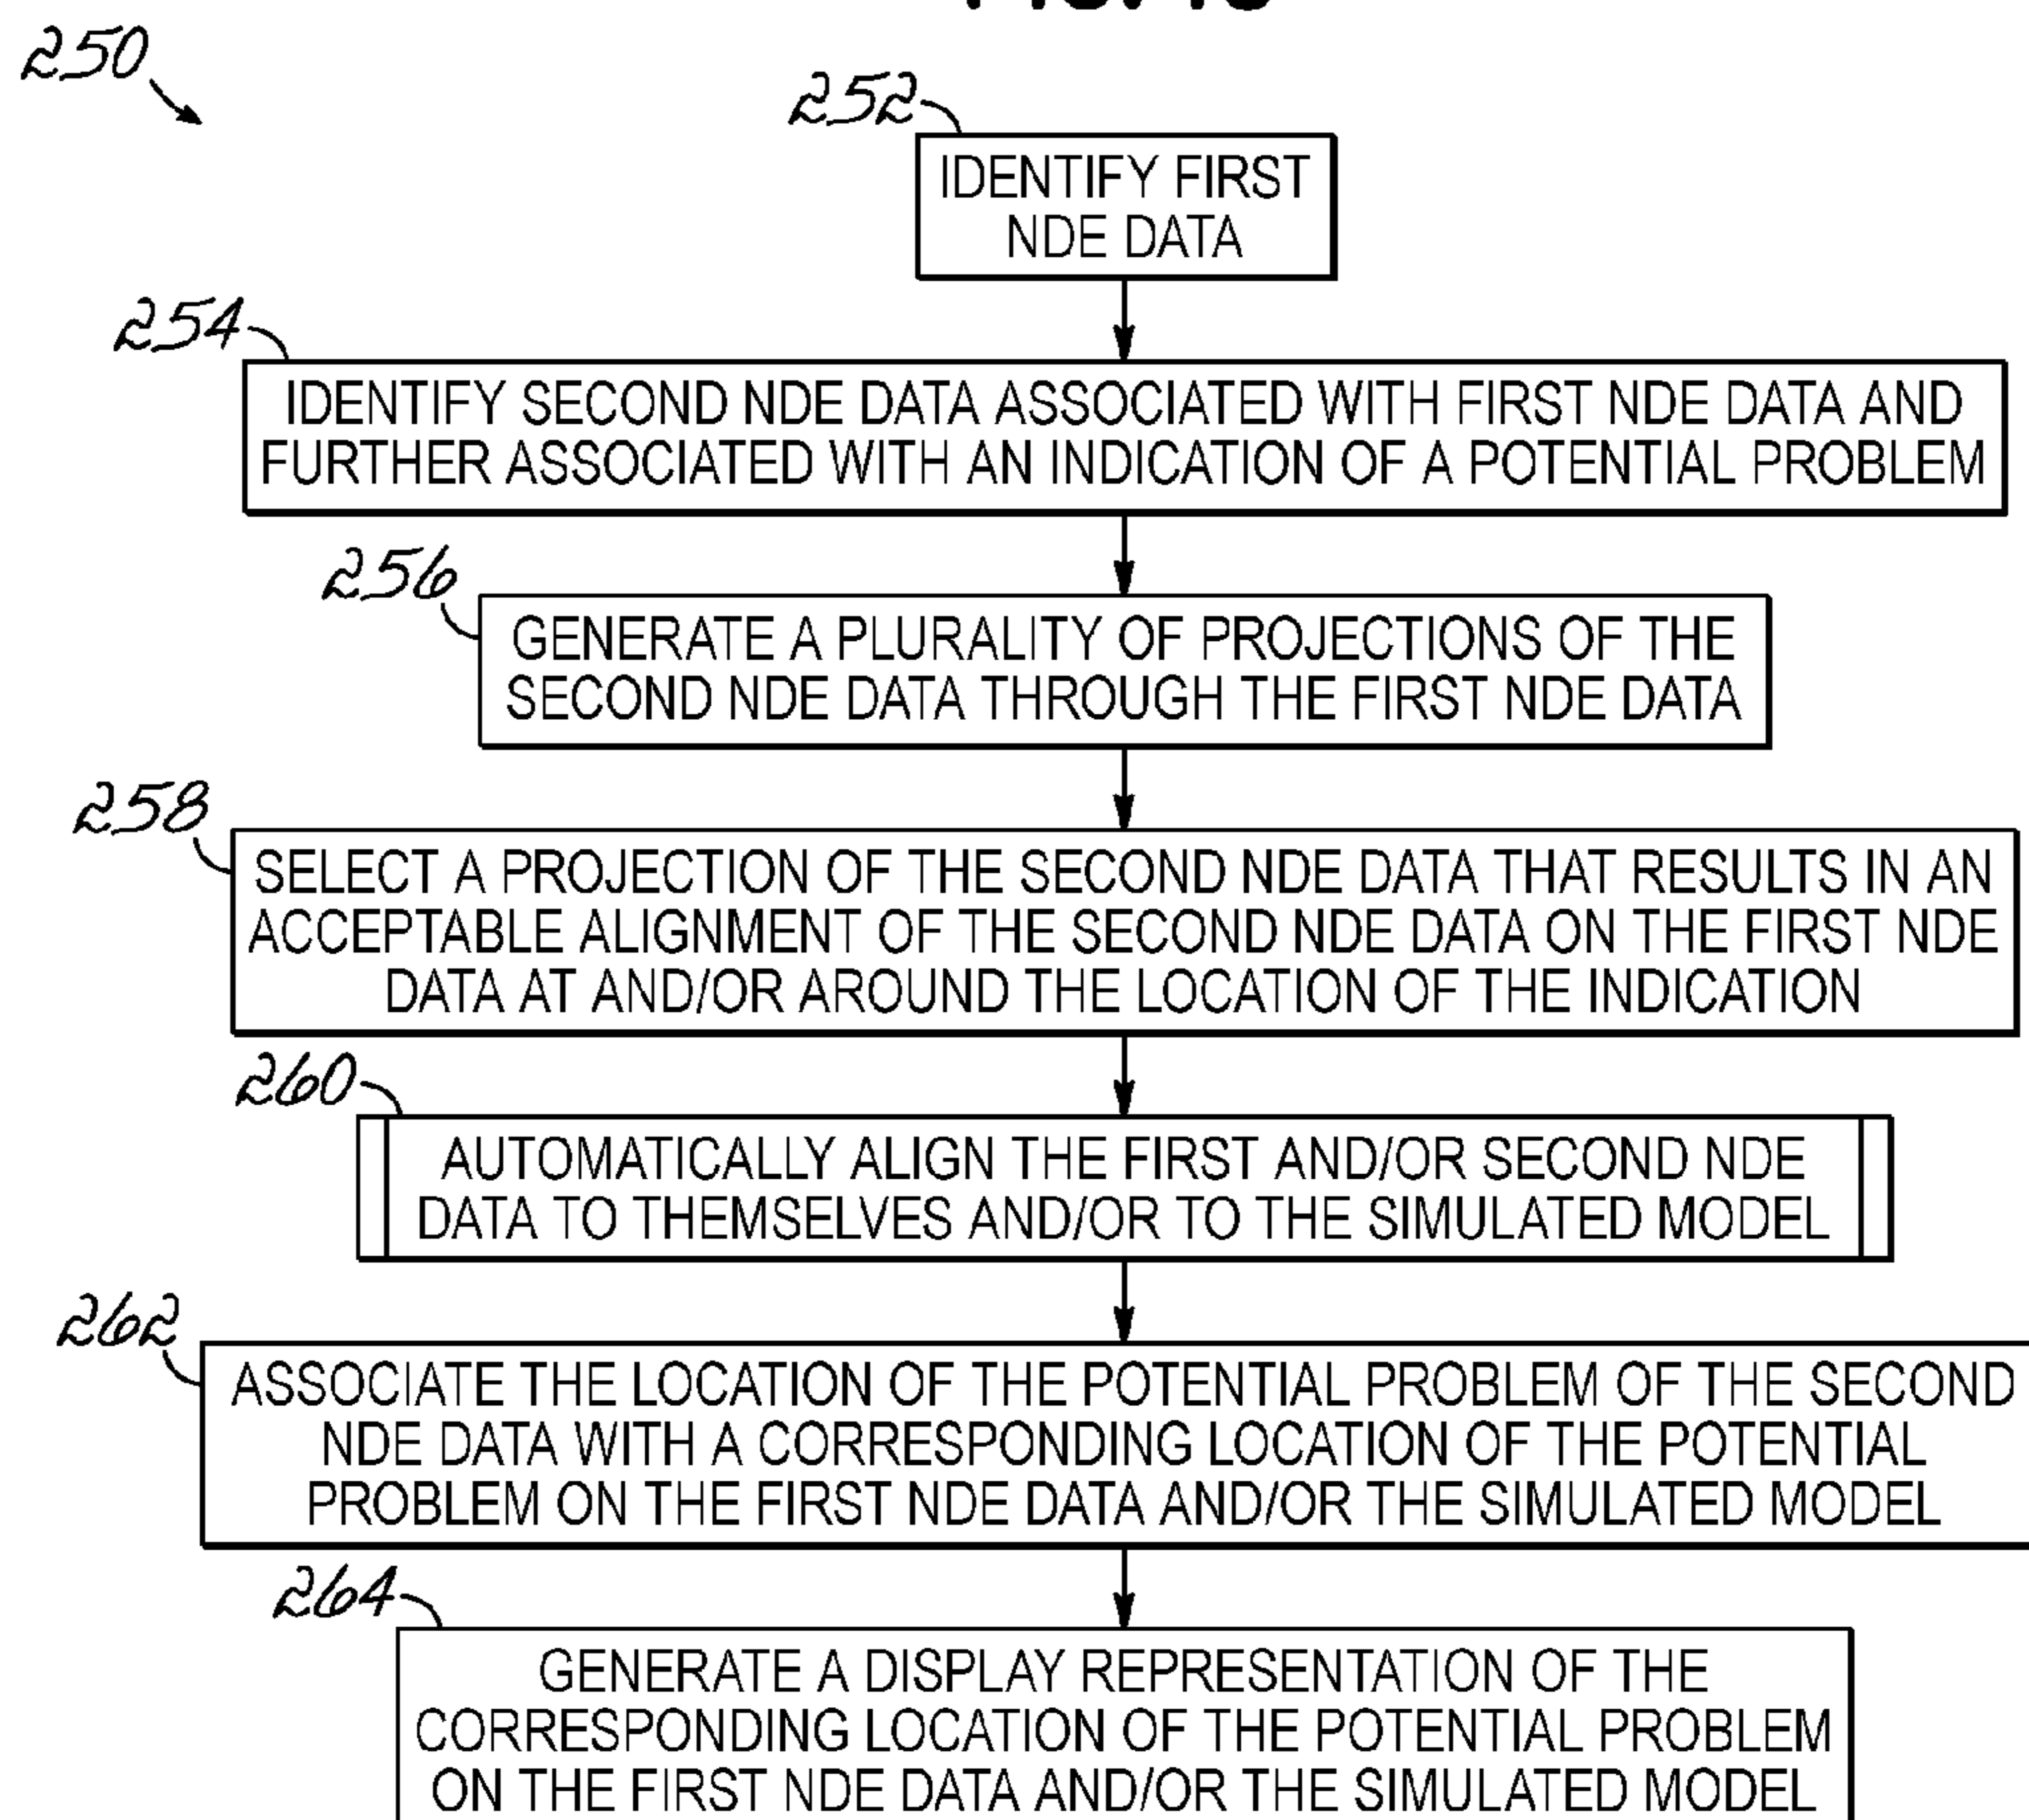 250
252
IDENTIFY FIRST
NDE DATA
254
IDENTIFY SECOND NDE DATA ASSOCIATED WITH FIRST NDE DATA AND
FURTHER ASSOCIATED WITH AN INDICATION OF A POTENTIAL PROBLEM
256
GENERATE A PLURALITY OF PROJECTIONS OF THE
SECOND NDE DATA THROUGH THE FIRST NDE DATA
258
SELECT A PROJECTION OF THE SECOND NDE DATA THAT RESULTS IN AN
ACCEPTABLE ALIGNMENT OF THE SECOND NDE DATA ON THE FIRST NDE
DATA AT AND/OR AROUND THE LOCATION OF THE INDICATION
260
AUTOMATICALLY ALIGN THE FIRST AND/OR SECOND NDE
DATA TO THEMSELVES AND/OR TO THE SIMULATED MODEL
262
ASSOCIATE THE LOCATION OF THE POTENTIAL PROBLEM OF THE SECOND
NDE DATA WITH A CORRESPONDING LOCATION OF THE POTENTIAL
PROBLEM ON THE FIRST NDE DATA AND/OR THE SIMULATED MODEL
264
GENERATE A DISPLAY REPRESENTATION OF THE
CORRESPONDING LOCATION OF THE POTENTIAL PROBLEM
ON THE FIRST NDE DATA AND/OR THE SIMULATED MODEL